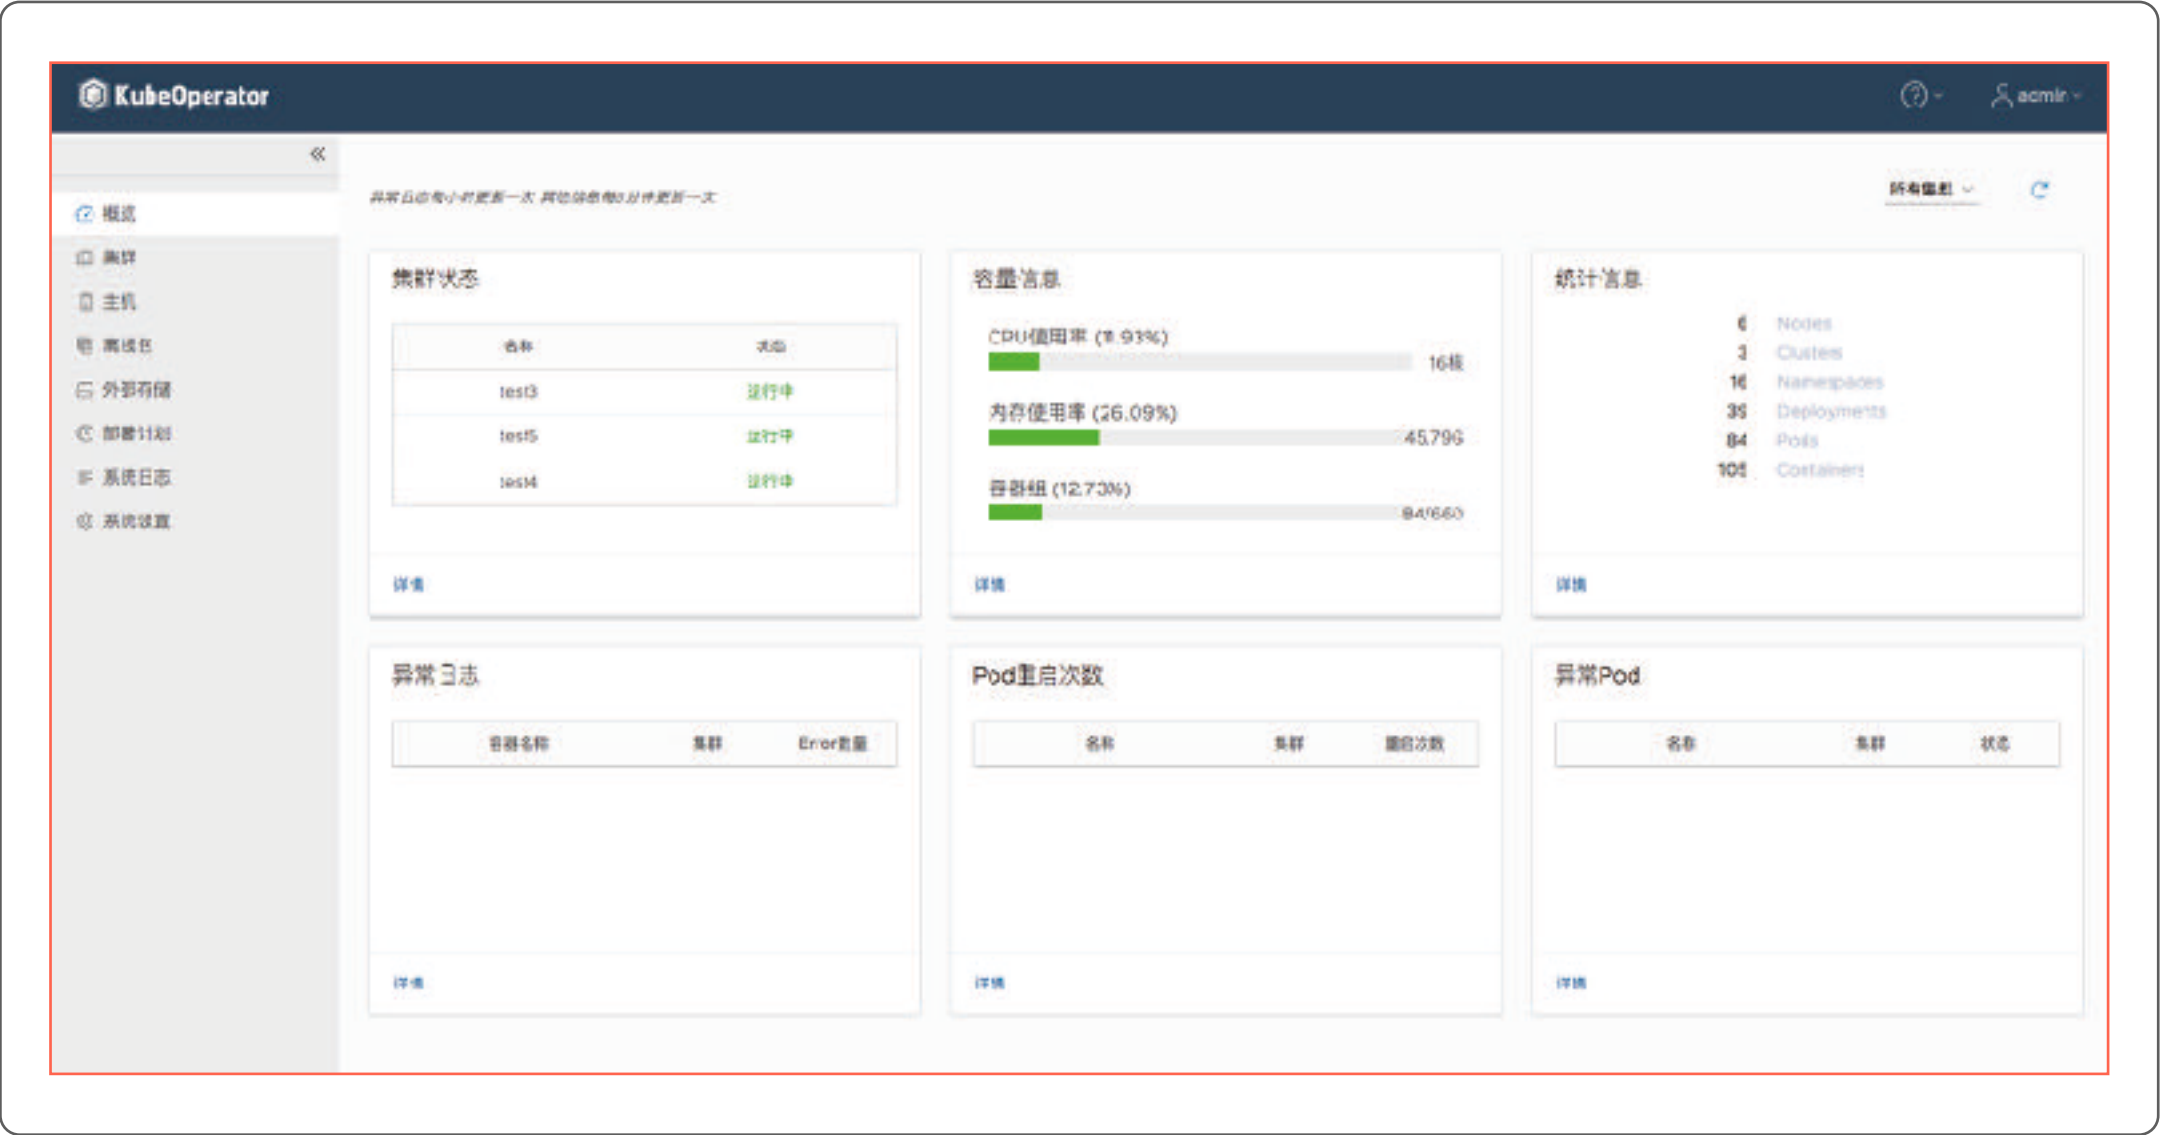 KubeOperator
admin
概览
集群
主机
离线包
外部存储
部署计划
系统日志
系统设置
所有集群
集群状态
名称 状态
test3 运行中
test5 运行中
test4 运行中
详情
容量信息
CPU使用率
16核
内存使用率 (26.09%)
45.79G
容器组 (12.73%)
84/660
详情
统计信息
6 Nodes
3 Clusters
16 Namespaces
Deployments
84 Pods
Containers
详情
异常日志
容器名称 集群 Error数量
详情
Pod重启次数
名称 集群 重启次数
详情
异常Pod
名称 集群 状态
详情